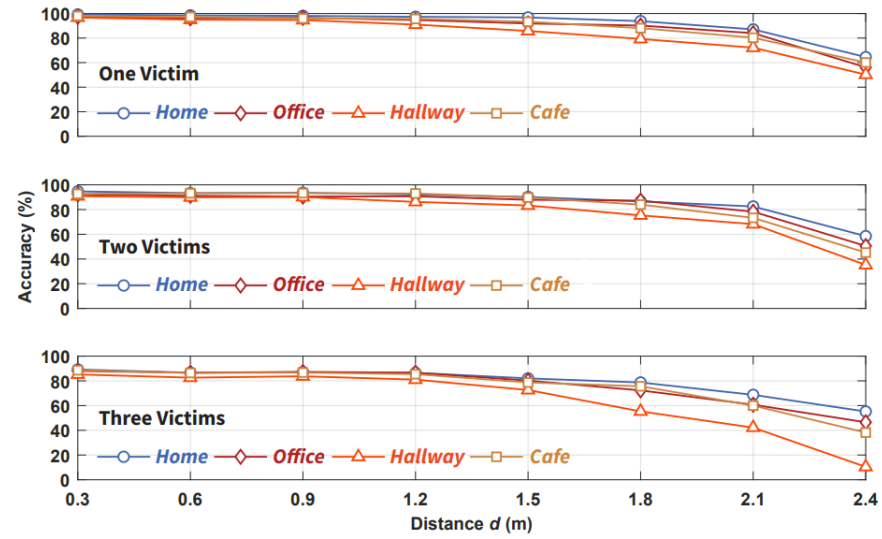 100
80
60
40
20
0
One Victim
Home Office Hallway Cafe
100
80
60
40
20
0
Two Victims
Home Office Hallway Cafe
Accuracy (%)
100
80
60
40
20
0
Three Victims
Home Office Hallway Cafe
0.3 0.6 0.9 1.2 1.5 1.8 2.1 2.4
Distance d (m)